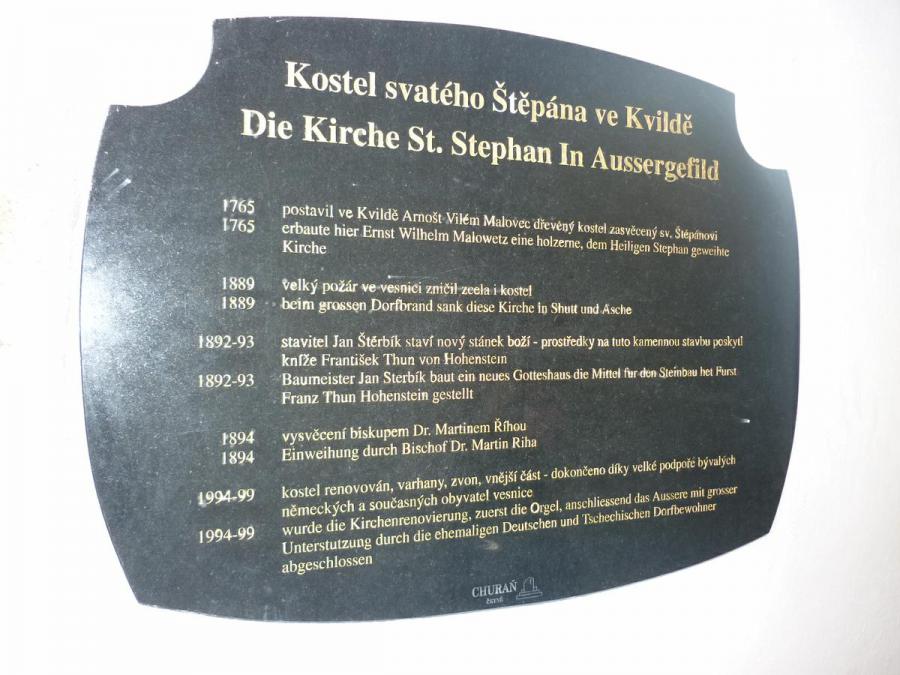 Kostel svatého Štěpána ve Kvildě
Die Kirche St. Stephan In Aussergefild
1765 postavil ve Kvildě Arnošt Vilém Malovec dřevěný kostel zasvěcený sv. Štěpánovi
1765 erbaute hier Ernst Wilhelm Malowetz eine holzerne, dem Heiligen Stephan geweihte
Kirche
1889 velký požár ve vesnici zničil zcela i kostel
1889 beim grossen Dorfbrand sank diese Kirche in Shutt und Asche
1892-93 stavitel Jan Štěrbík staví nový stánek boží - prostředky na tuto kamennou stavbu poskytl
kníže František Thun von Hohenstein
1892-93 Baumeister Jan Sterbík baut ein neues Gotteshaus die Mittel fur den Steinbau het Furst
Franz Thun Hohenstein gestellt
1894 vysvěcení biskupem Dr. Martinem Říhou
1894 Einweihung durch Bischof Dr. Martin Riha
1994-99 kostel renovován, varhany, zvon, vnější část - dokončeno díky velké podpoře bývalých
německých a současných obyvatel vesnice
1994-99 wurde die Kirchenrenovierung, zuerst die Orgel, anschliessend das Aussere mit grosser
Unterstutzung durch die ehemaligen Deutschen und Tschechischen Dorfbewohner
abgeschlossen
CHURAŇ